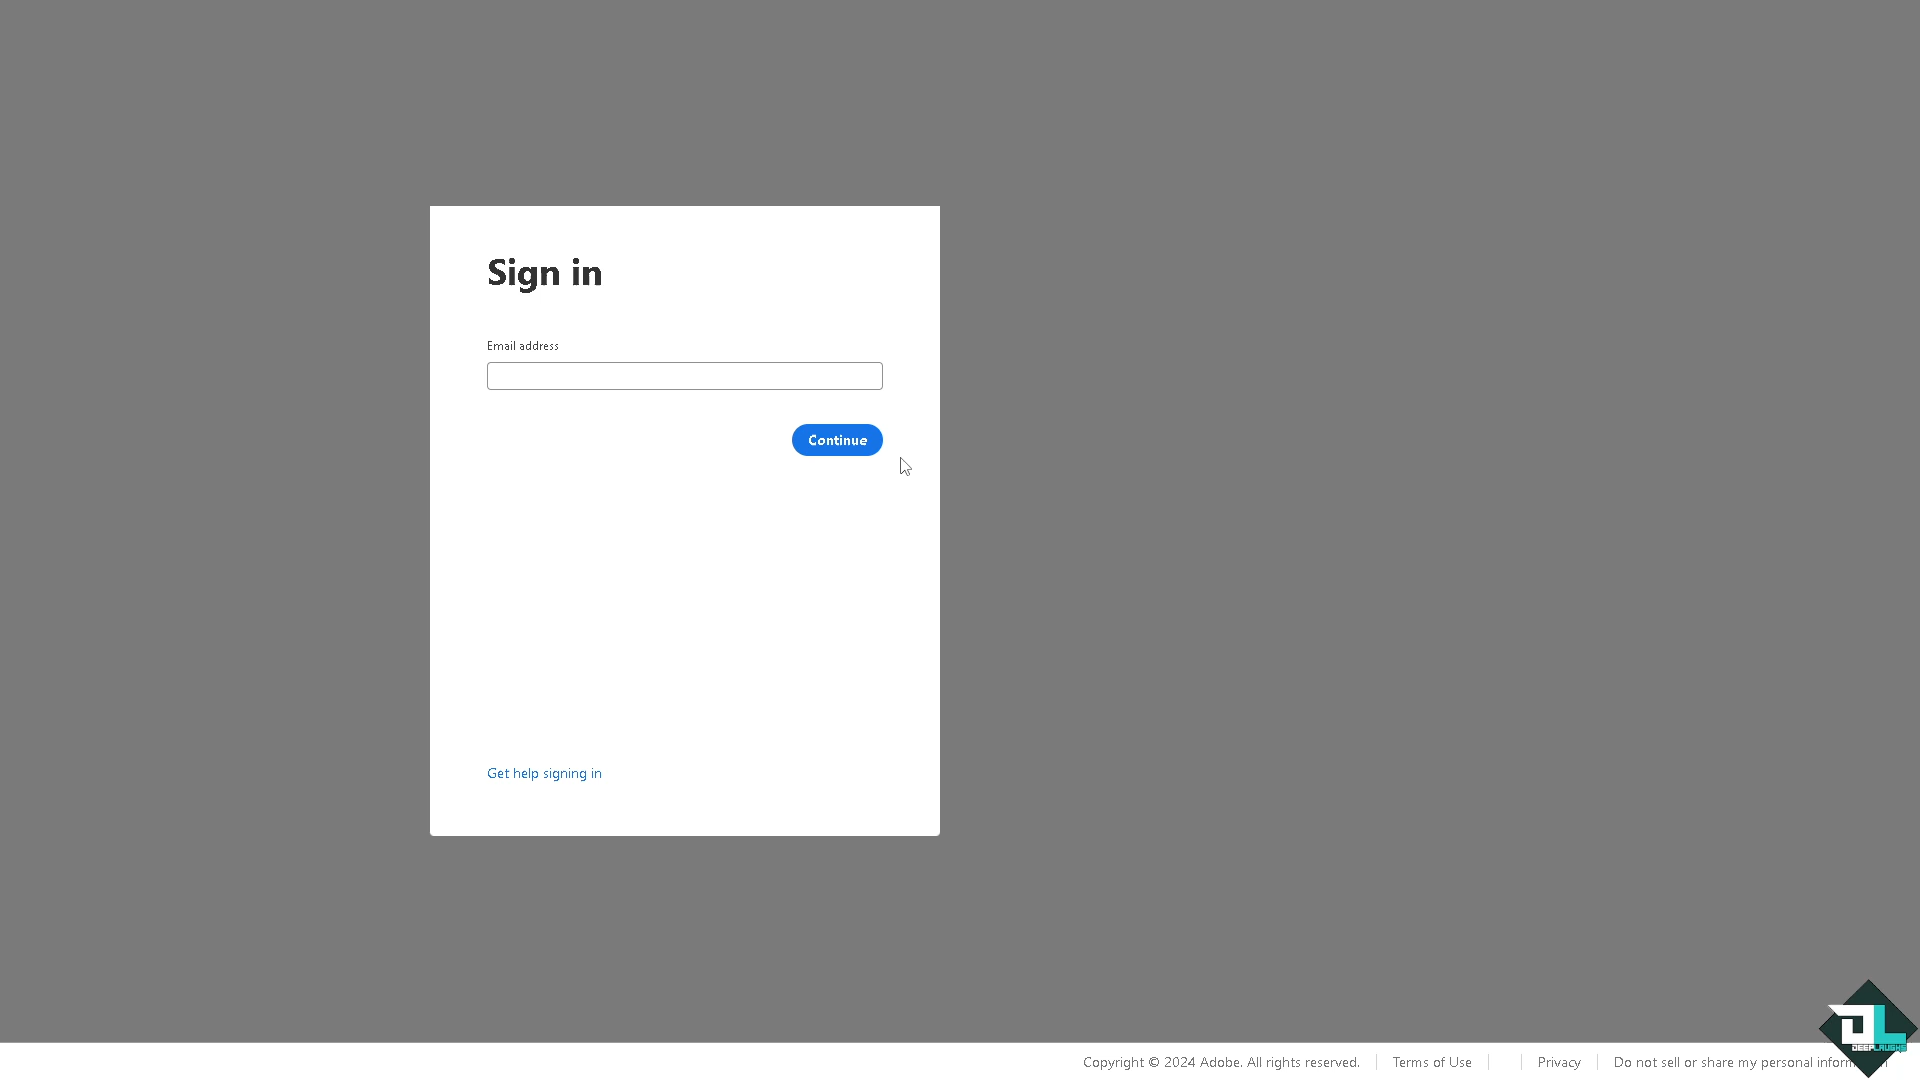 Sign in
Email address
Continue
Get help signing in
Copyright © 2024 Adobe. All rights reserved.
Terms of Use
Privacy
Do not sell or share my personal
DEEPLAUGHS